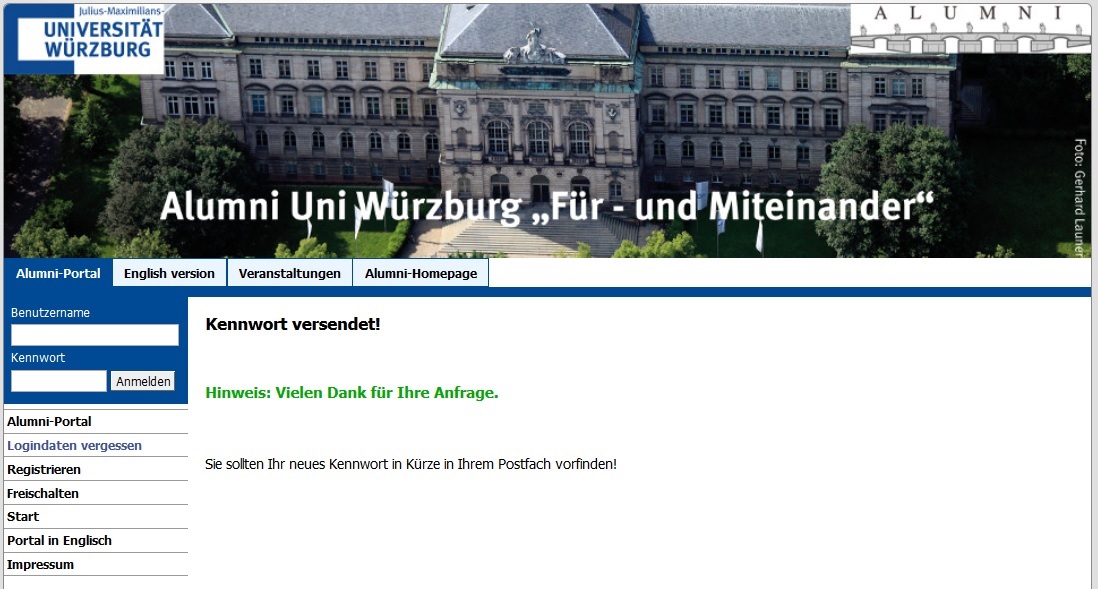 Julius-Maximilians-
UNIVERSITÄT
WÜRZBURG
ALUMNI
Foto: Gerhard Launer
Alumni Uni Würzburg „Für - und Miteinander“
Alumni-Portal English version Veranstaltungen Alumni-Homepage
Benutzername
Kennwort
Anmelden
Alumni-Portal
Logindaten vergessen
Registrieren
Freischalten
Start
Portal in Englisch
Impressum
Kennwort versendet!
Hinweis: Vielen Dank für Ihre Anfrage.
Sie sollten Ihr neues Kennwort in Kürze in Ihrem Postfach vorfinden!